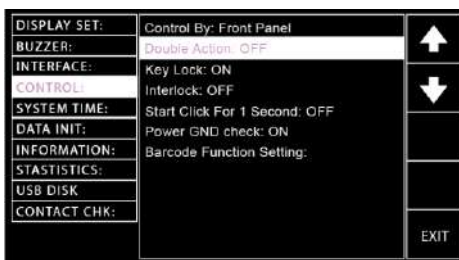 DISPLAY SET:
BUZZER:
INTERFACE:
CONTROL:
SYSTEM TIME:
DATA INIT:
INFORMATION:
STASTISTICS:
USB DISK
CONTACT CHK:
Control By: Front Panel
Double Action: OFF
Key Lock: ON
Interlock: OFF
Start Click For 1 Second: OFF
Power GND check: ON
Barcode Function Setting:
EXIT